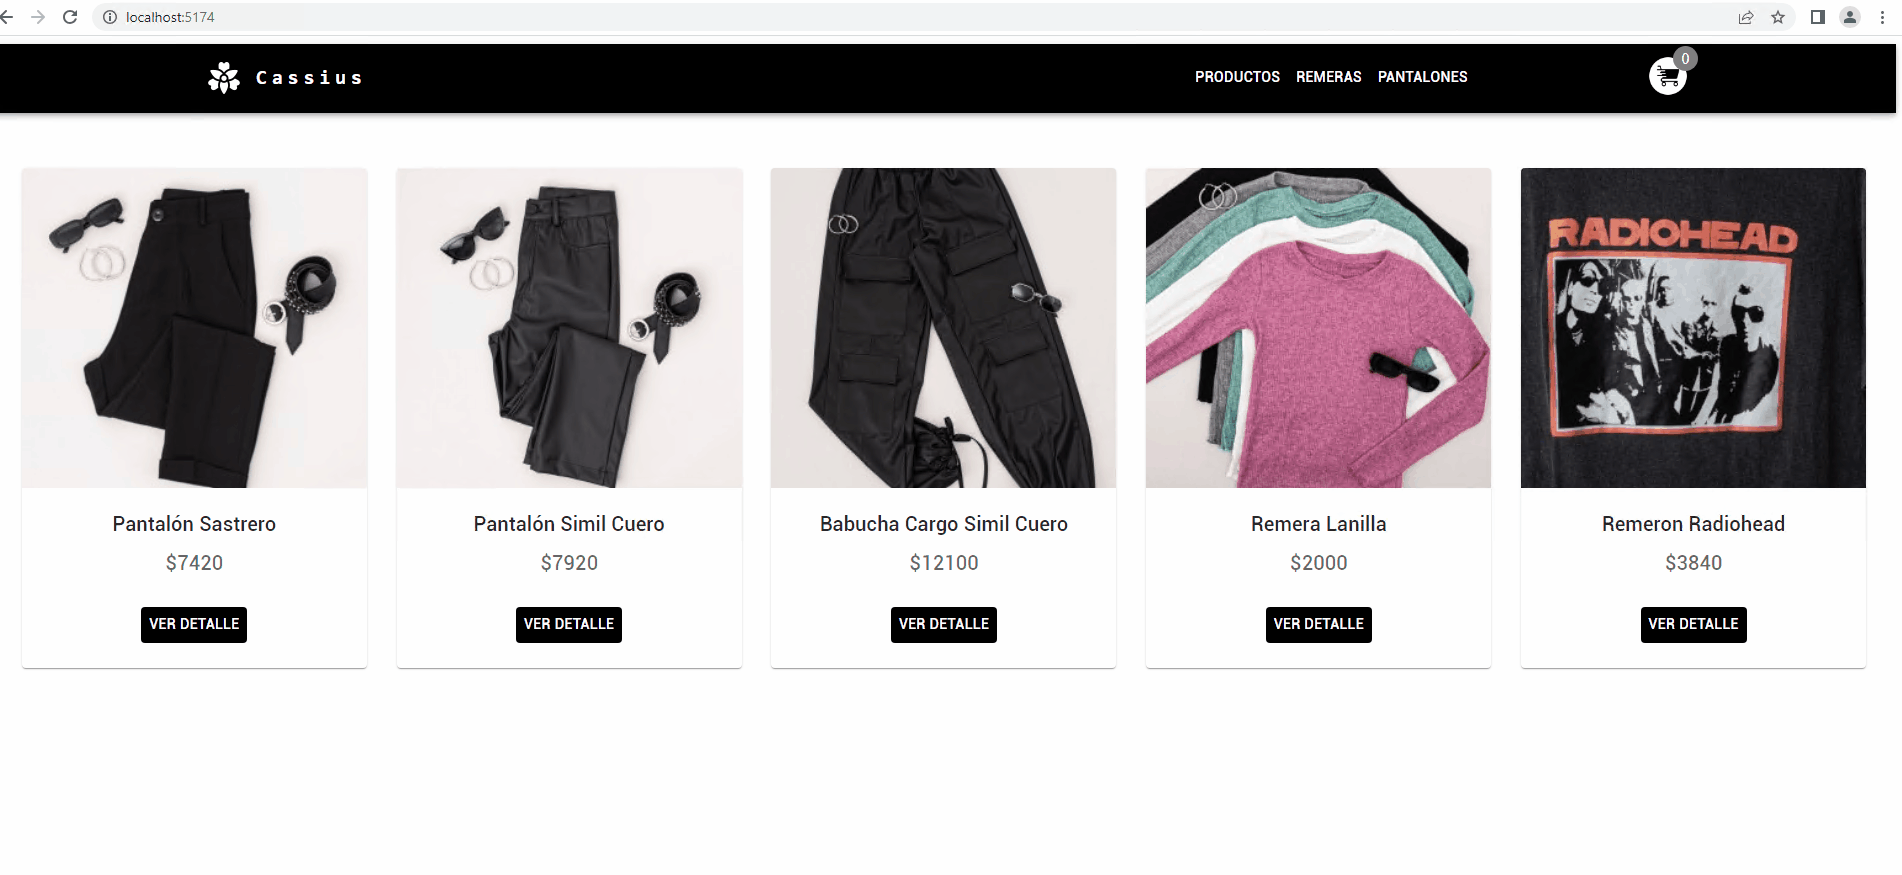 localhost:5174
Cassius
PRODUCTOS REMERAS PANTALONES
0
RADIOHEAD
Pantalón Sastrero
$7420
VER DETALLE
Pantalón Simil Cuero
$7920
VER DETALLE
Babucha Cargo Simil Cuero
$12100
VER DETALLE
Remera Lanilla
$2000
VER DETALLE
Remeron Radiohead
$3840
VER DETALLE